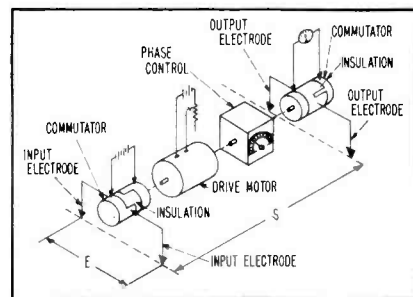 OUTPUT
ELECTRODE
COMMUTATOR
PHASE
CONTROL
INSULATION
COMMUTATOR
OUTPUT
ELECTRODE
INPUT
ELECTRODE
DRIVE MOTOR
INSULATION
S
E
INPUT ELECTRODE